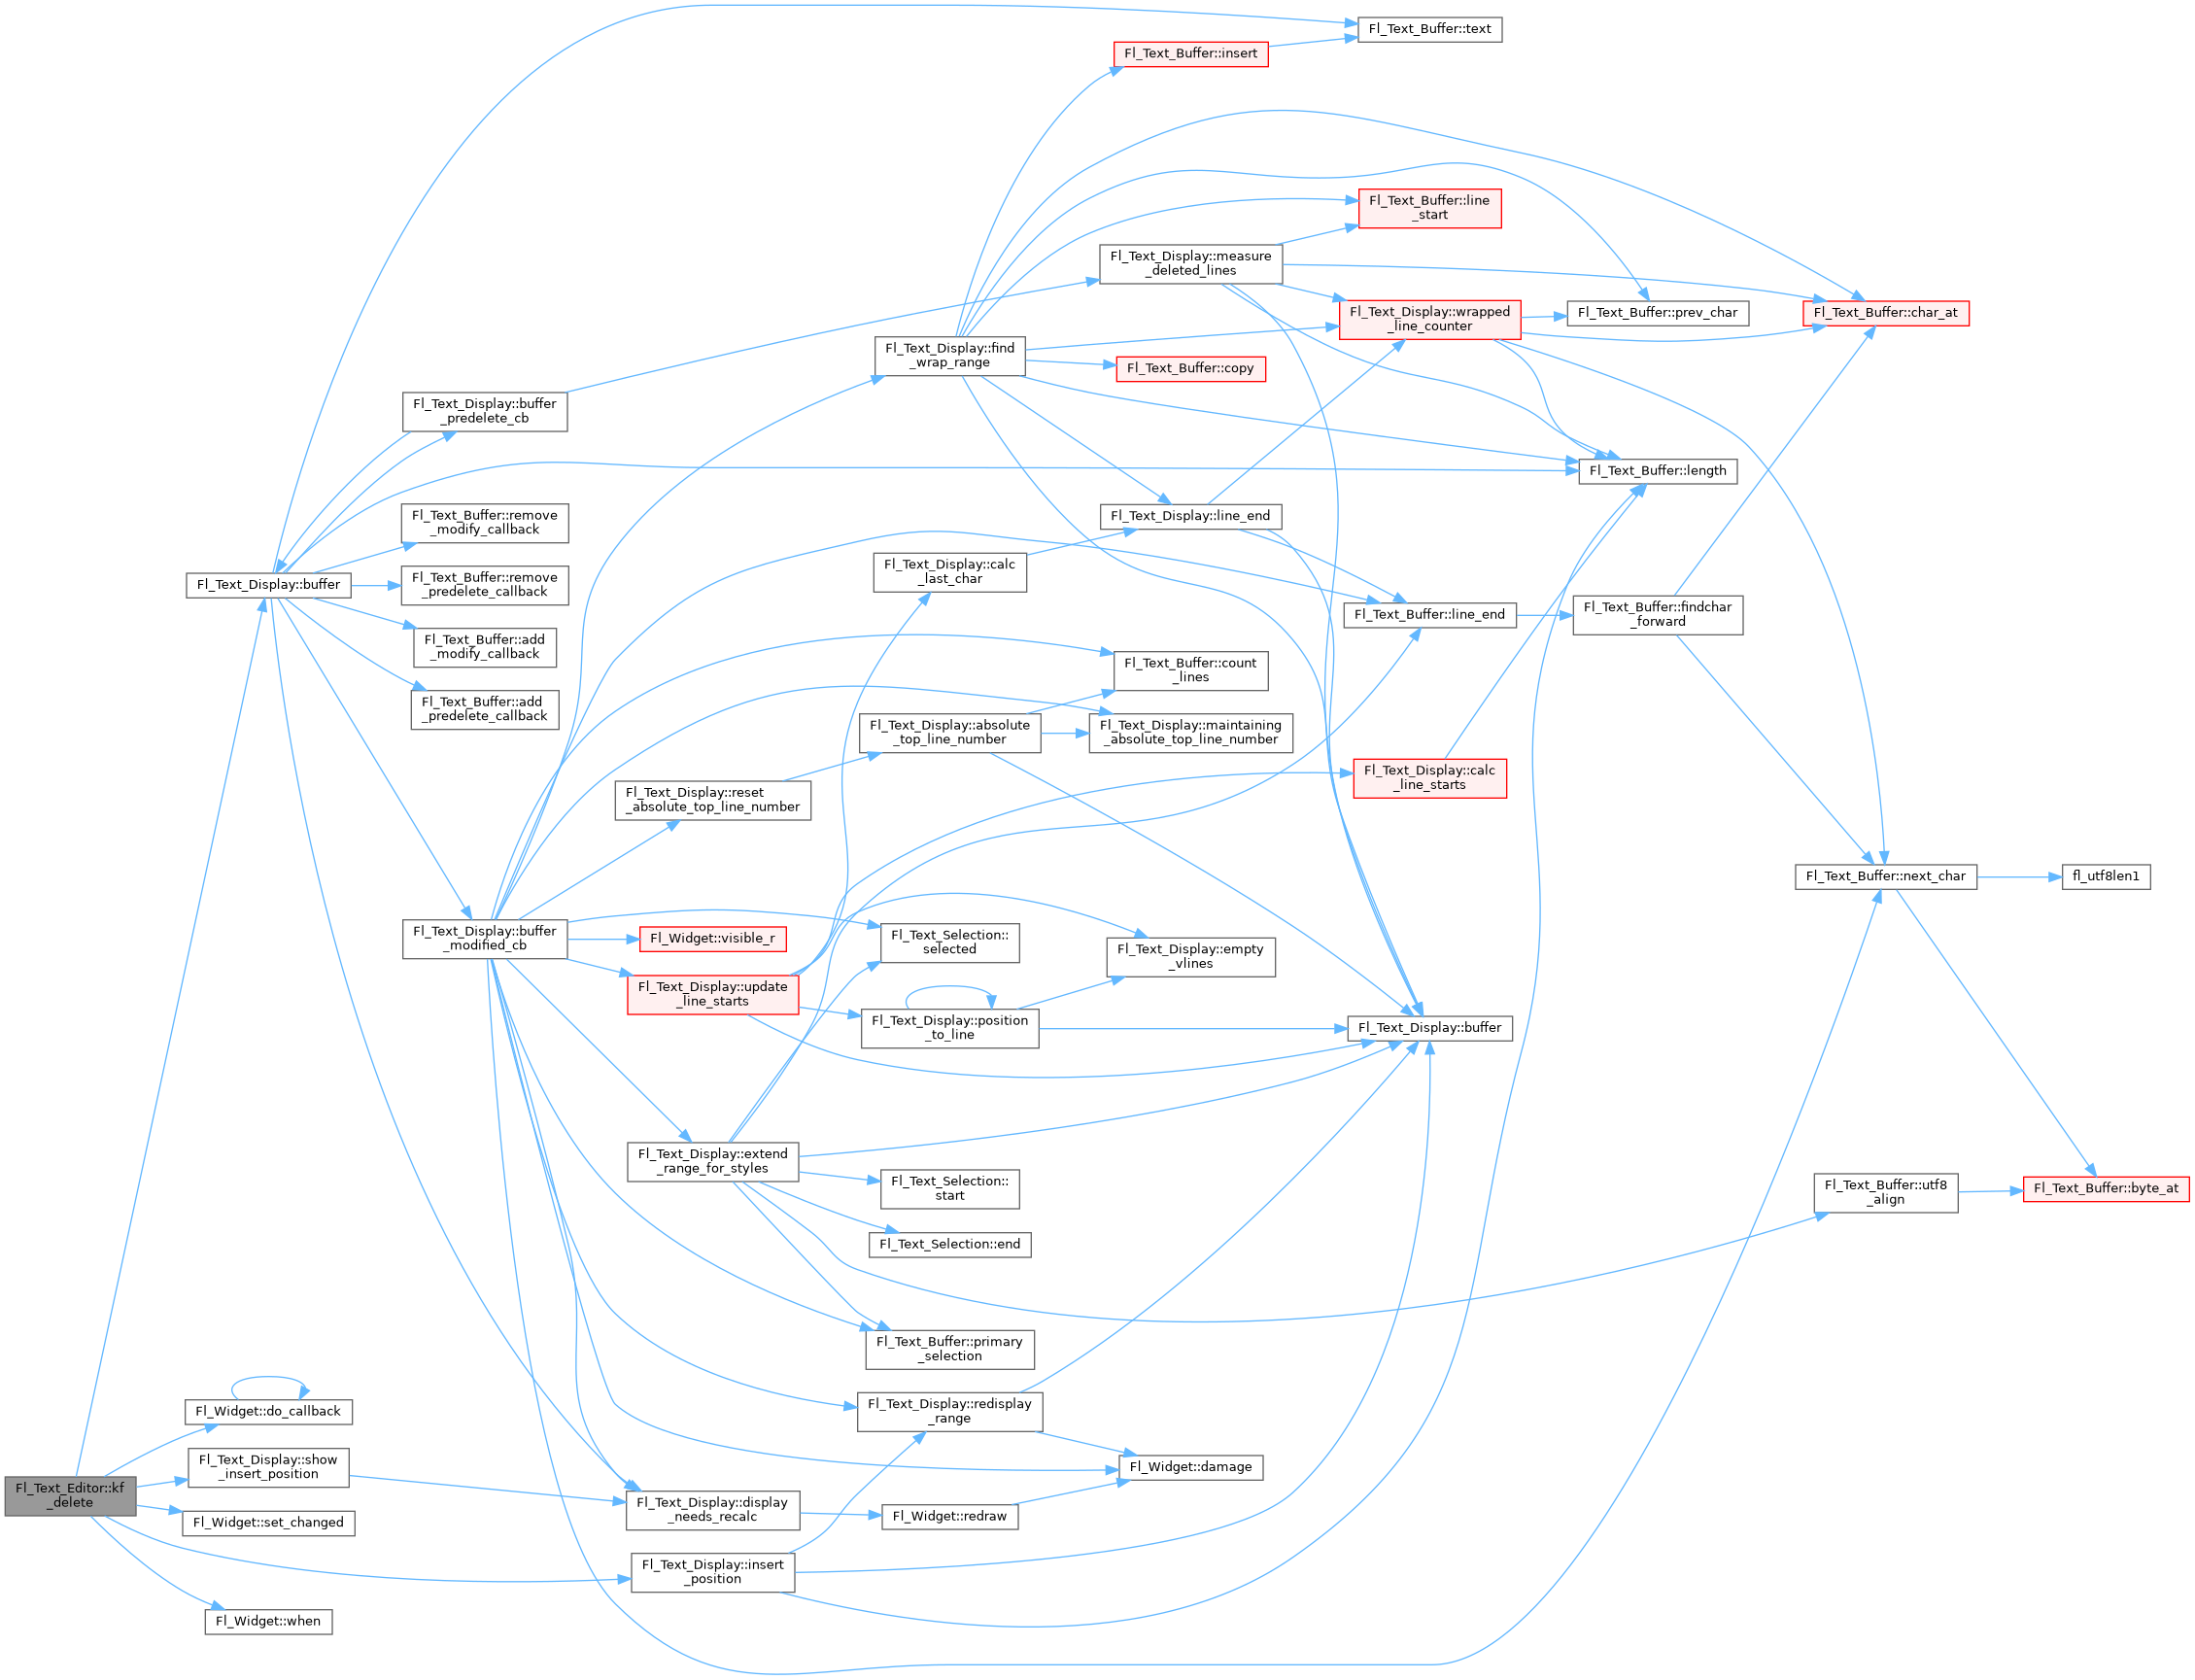 Fl_Text_Buffer::text
Fl_Text_Buffer::insert
Fl_Text_Buffer::line
_start
Fl_Text_Display::measure
_deleted_lines
Fl_Text_Display::wrapped
_line_counter
Fl_Text_Buffer::prev_char
Fl_Text_Buffer::char_at
Fl_Text_Display::find
_wrap_range
Fl_Text_Buffer::copy
Fl_Text_Display::buffer
_predelete_cb
Fl_Text_Buffer::length
Fl_Text_Buffer::remove
_modify_callback
Fl_Text_Display::line_end
Fl_Text_Display::calc
_last_char
Fl_Text_Display::buffer
Fl_Text_Buffer::remove
_predelete_callback
Fl_Text_Buffer::line_end
Fl_Text_Buffer::findchar
_forward
Fl_Text_Buffer::add
_modify_callback
Fl_Text_Buffer::count
_lines
Fl_Text_Buffer::add
_predelete_callback
Fl_Text_Display::absolute
_top_line_number
Fl_Text_Display::maintaining
_absolute_top_line_number
Fl_Text_Display::calc
_line_starts
Fl_Text_Display::reset
_absolute_top_line_number
Fl_Text_Buffer::next_char
fl_utf8len1
Fl_Text_Display::buffer
_modified_cb
Fl_Widget::visible_r
Fl_Text_Selection::
selected
Fl_Text_Display::empty
_vlines
Fl_Text_Display::update
_line_starts
Fl_Text_Display::position
_to_line
Fl_Text_Display::buffer
Fl_Text_Display::extend
_range_for_styles
Fl_Text_Selection::
start
Fl_Text_Buffer::utf8
_align
Fl_Text_Buffer::byte_at
Fl_Text_Selection::end
Fl_Text_Buffer::primary
_selection
Fl_Widget::do_callback
Fl_Text_Display::redisplay
_range
Fl_Text_Display::show
_insert_position
Fl_Widget::damage
Fl_Text_Editor::kf
_delete
Fl_Widget::set_changed
Fl_Text_Display::display
_needs_recalc
Fl_Widget::redraw
Fl_Text_Display::insert
_position
Fl_Widget::when